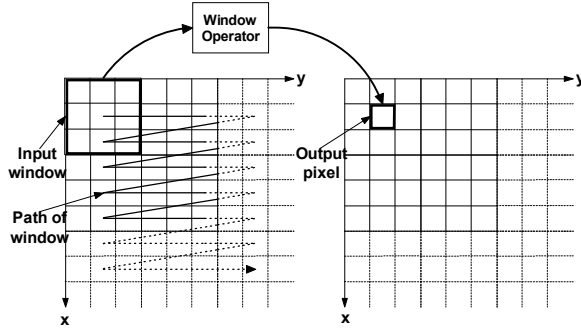 Window
Operator
y
y
Input
window
Output
pixel
Path of
window
x
x